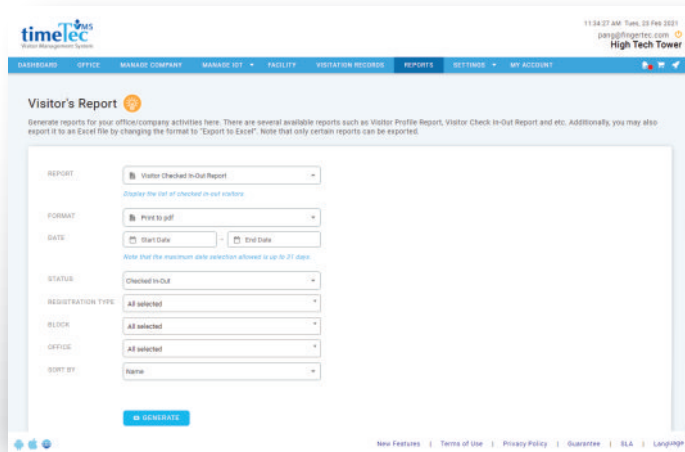 timeTec VMS
Visitor Management System
11:34:27 AM Tues, 23 Feb 2021
pang@fingertec.com
High Tech Tower
DASHBOARD OFFICE MANAGE COMPANY MANAGE IOT FACILITY VISITATION RECORDS REPORTS SETTINGS MY ACCOUNT
Visitor's Report
Generate reports for your office/company activities here. There are several available reports such as Visitor Profile Report, Visitor Check In-Out Report and etc. Additionally, you may also
export it to an Excel file by changing the format to "Export to Excel". Note that only certain reports can be exported.
REPORT Visitor Checked In-Out Report
Display the list of checked in-out visitors
FORMAT Print to pdf
DATE Start Date - End Date
Note that the maximum date selection allowed is up to 31 days.
STATUS Checked In-Out
REGISTRATION TYPE All selected
BLOCK All selected
OFFICE All selected
SORT BY Name
GENERATE
New Features | Terms of Use | Privacy Policy | Guarantee | SLA | Language